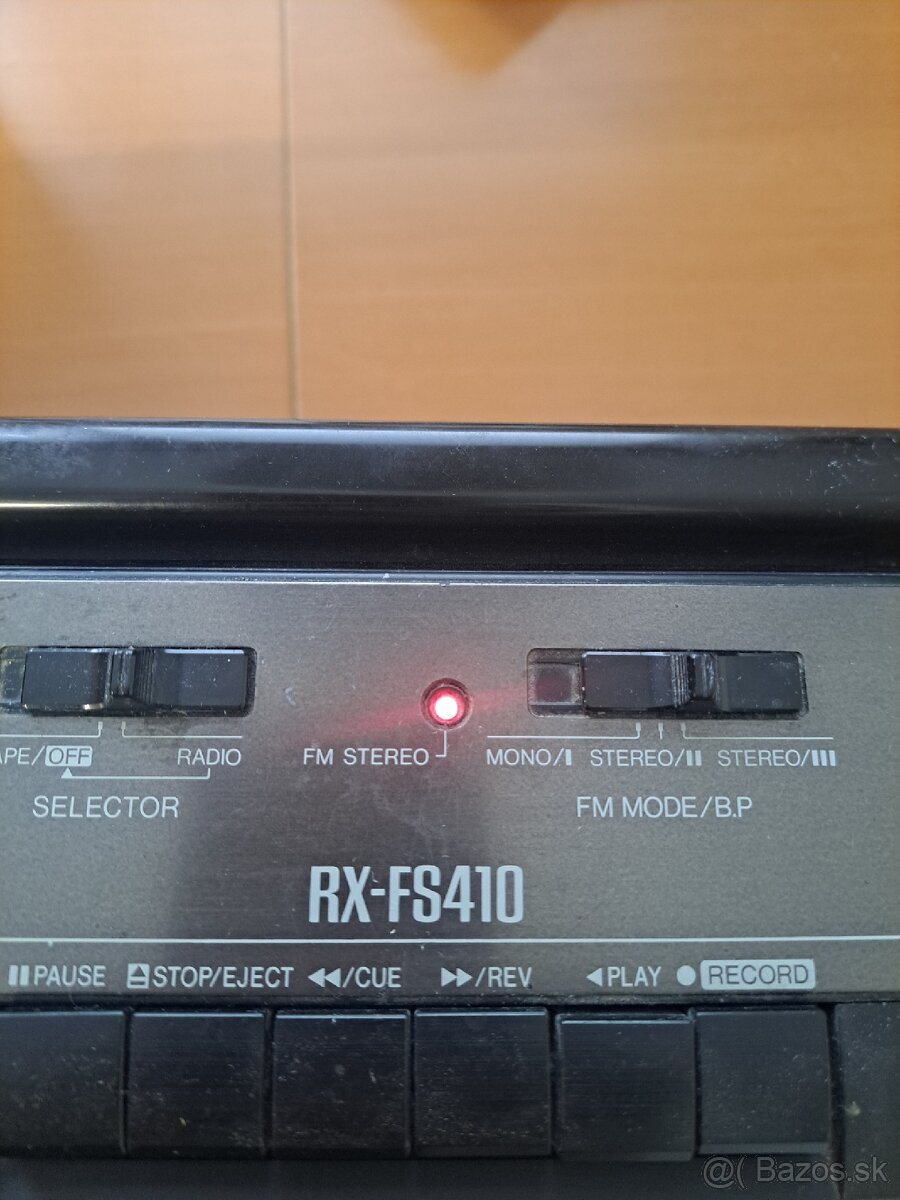 APE/OFF RADIO
FM STEREO
MONO/I STEREO/II STEREO/III
SELECTOR
FM MODE/B.P
RX-FS410
PAUSE STOP/EJECT ◀◀/CUE ▶▶/REV ◀PLAY ●RECORD
@( Bazos.sk